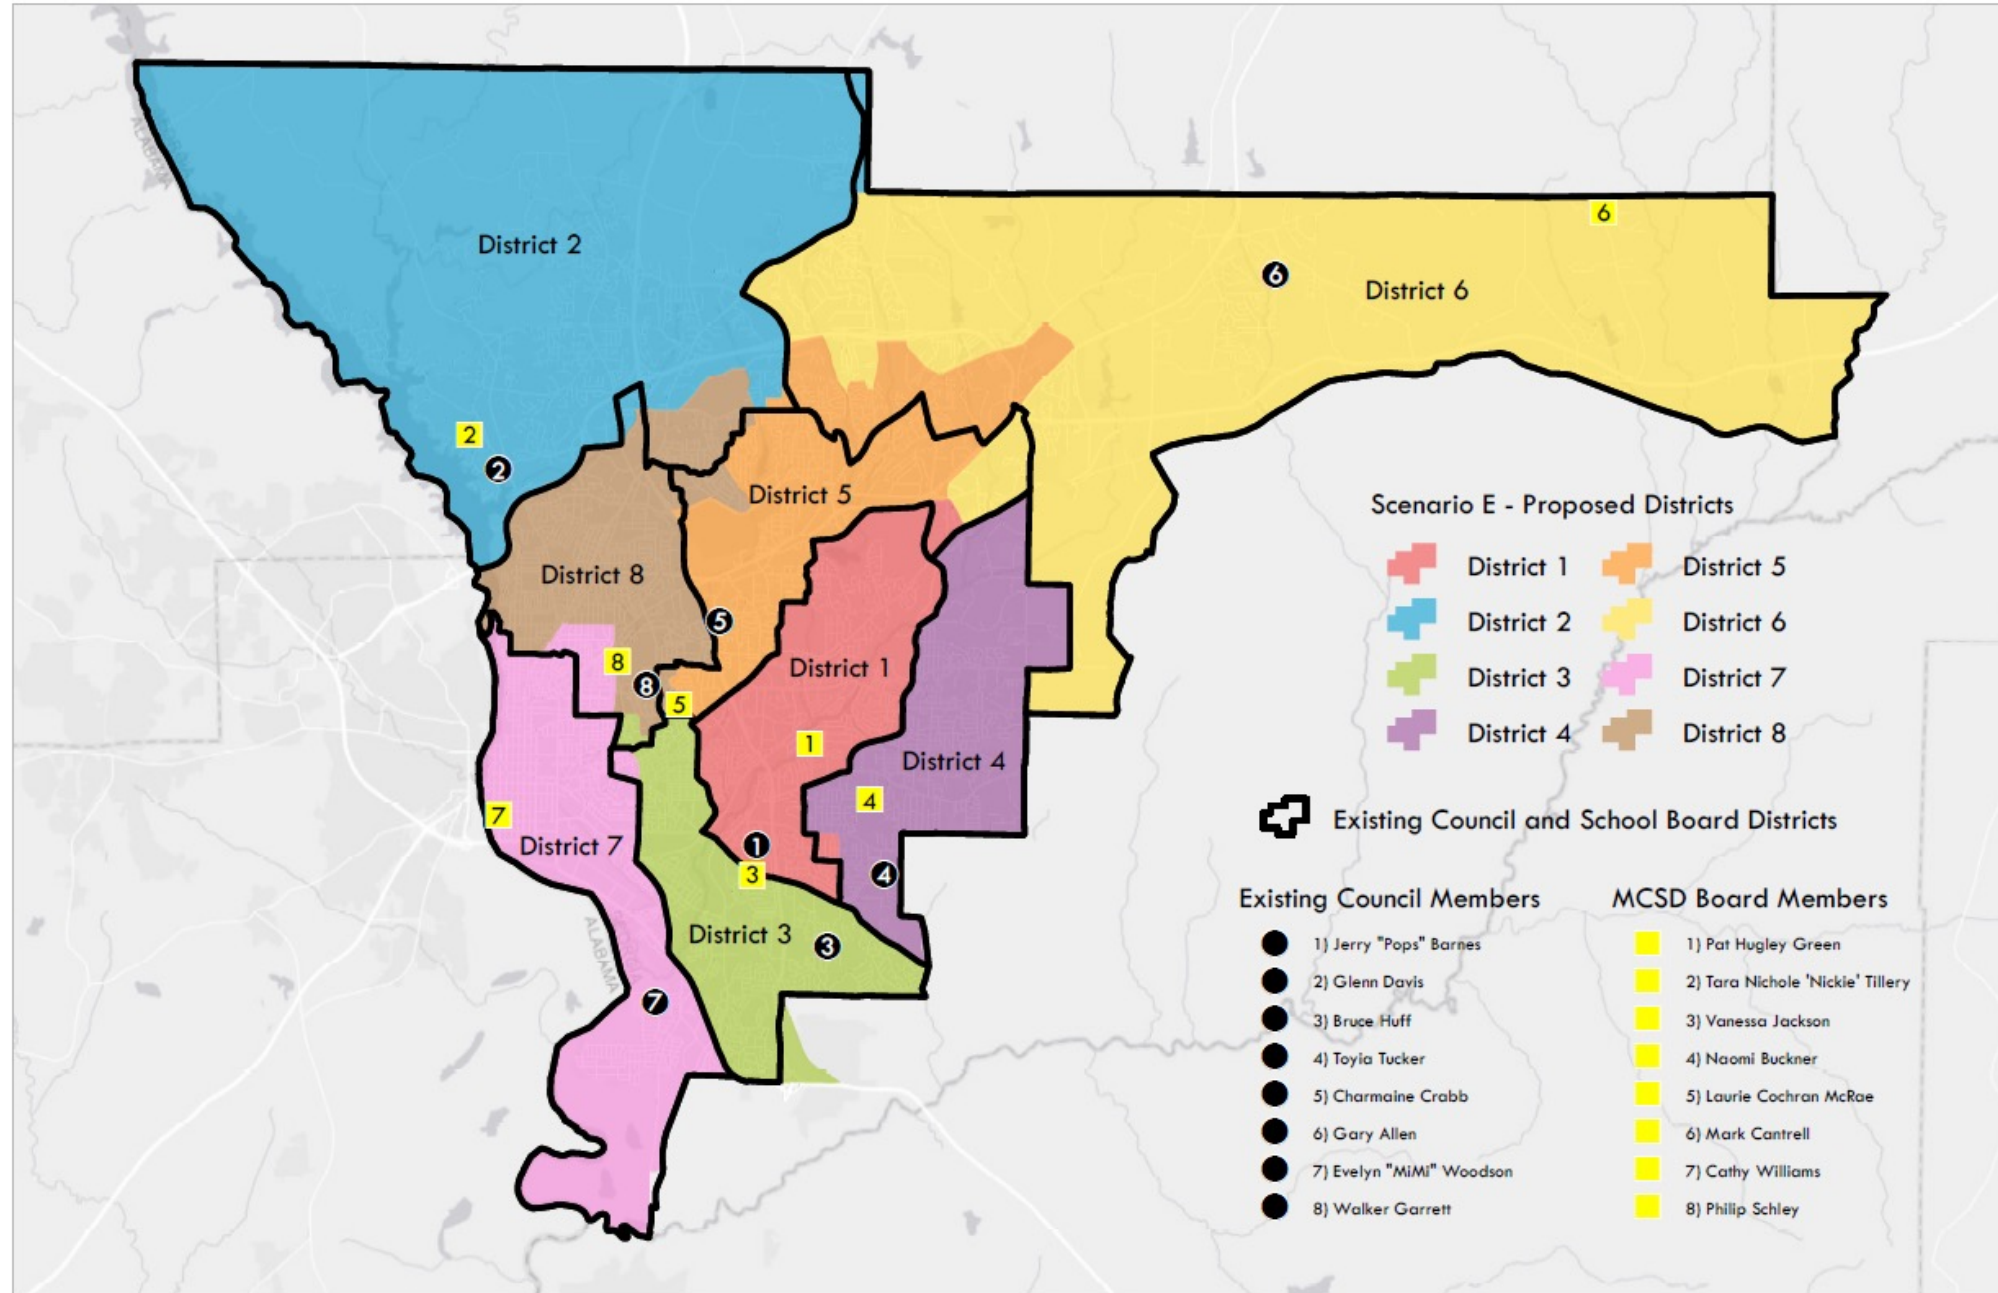 ALABAMA
District 2
6
6
District 6
2
2
District 5
Scenario E - Proposed Districts
District 1
District 5
District 2
District 6
District 3
District 7
District 4
District 8
District 8
5
8
8
District 1
5
1
District 4
4
7
District 7
1
3
4
District 3
3
ALABAMA
7
Existing Council and School Board Districts
Existing Council Members
1) Jerry "Pops" Barnes
2) Glenn Davis
3) Bruce Huff
4) Toyia Tucker
5) Charmaine Crabb
6) Gary Allen
7) Evelyn "MiMi" Woodson
8) Walker Garrett
MCSD Board Members
1) Pat Hugley Green
2) Tara Nichole 'Nickie' Tillery
3) Vanessa Jackson
4) Naomi Buckner
5) Laurie Cochran McRae
6) Mark Cantrell
7) Cathy Williams
8) Philip Schley